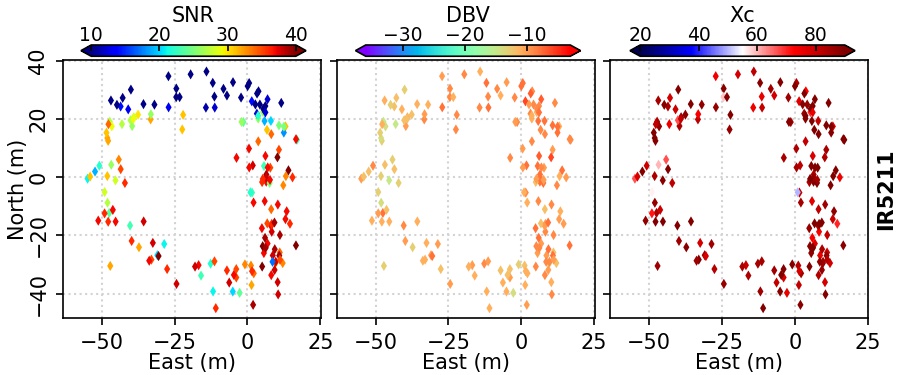 SNR DBV Xc
10 20 30 40 −30 −20 −10 20 40 60 80
40
20
0
−20
−40
North (m)
−50 −25 0 25 −50 −25 0 25 −50 −25 0 25
East (m) East (m) East (m)
IR5211